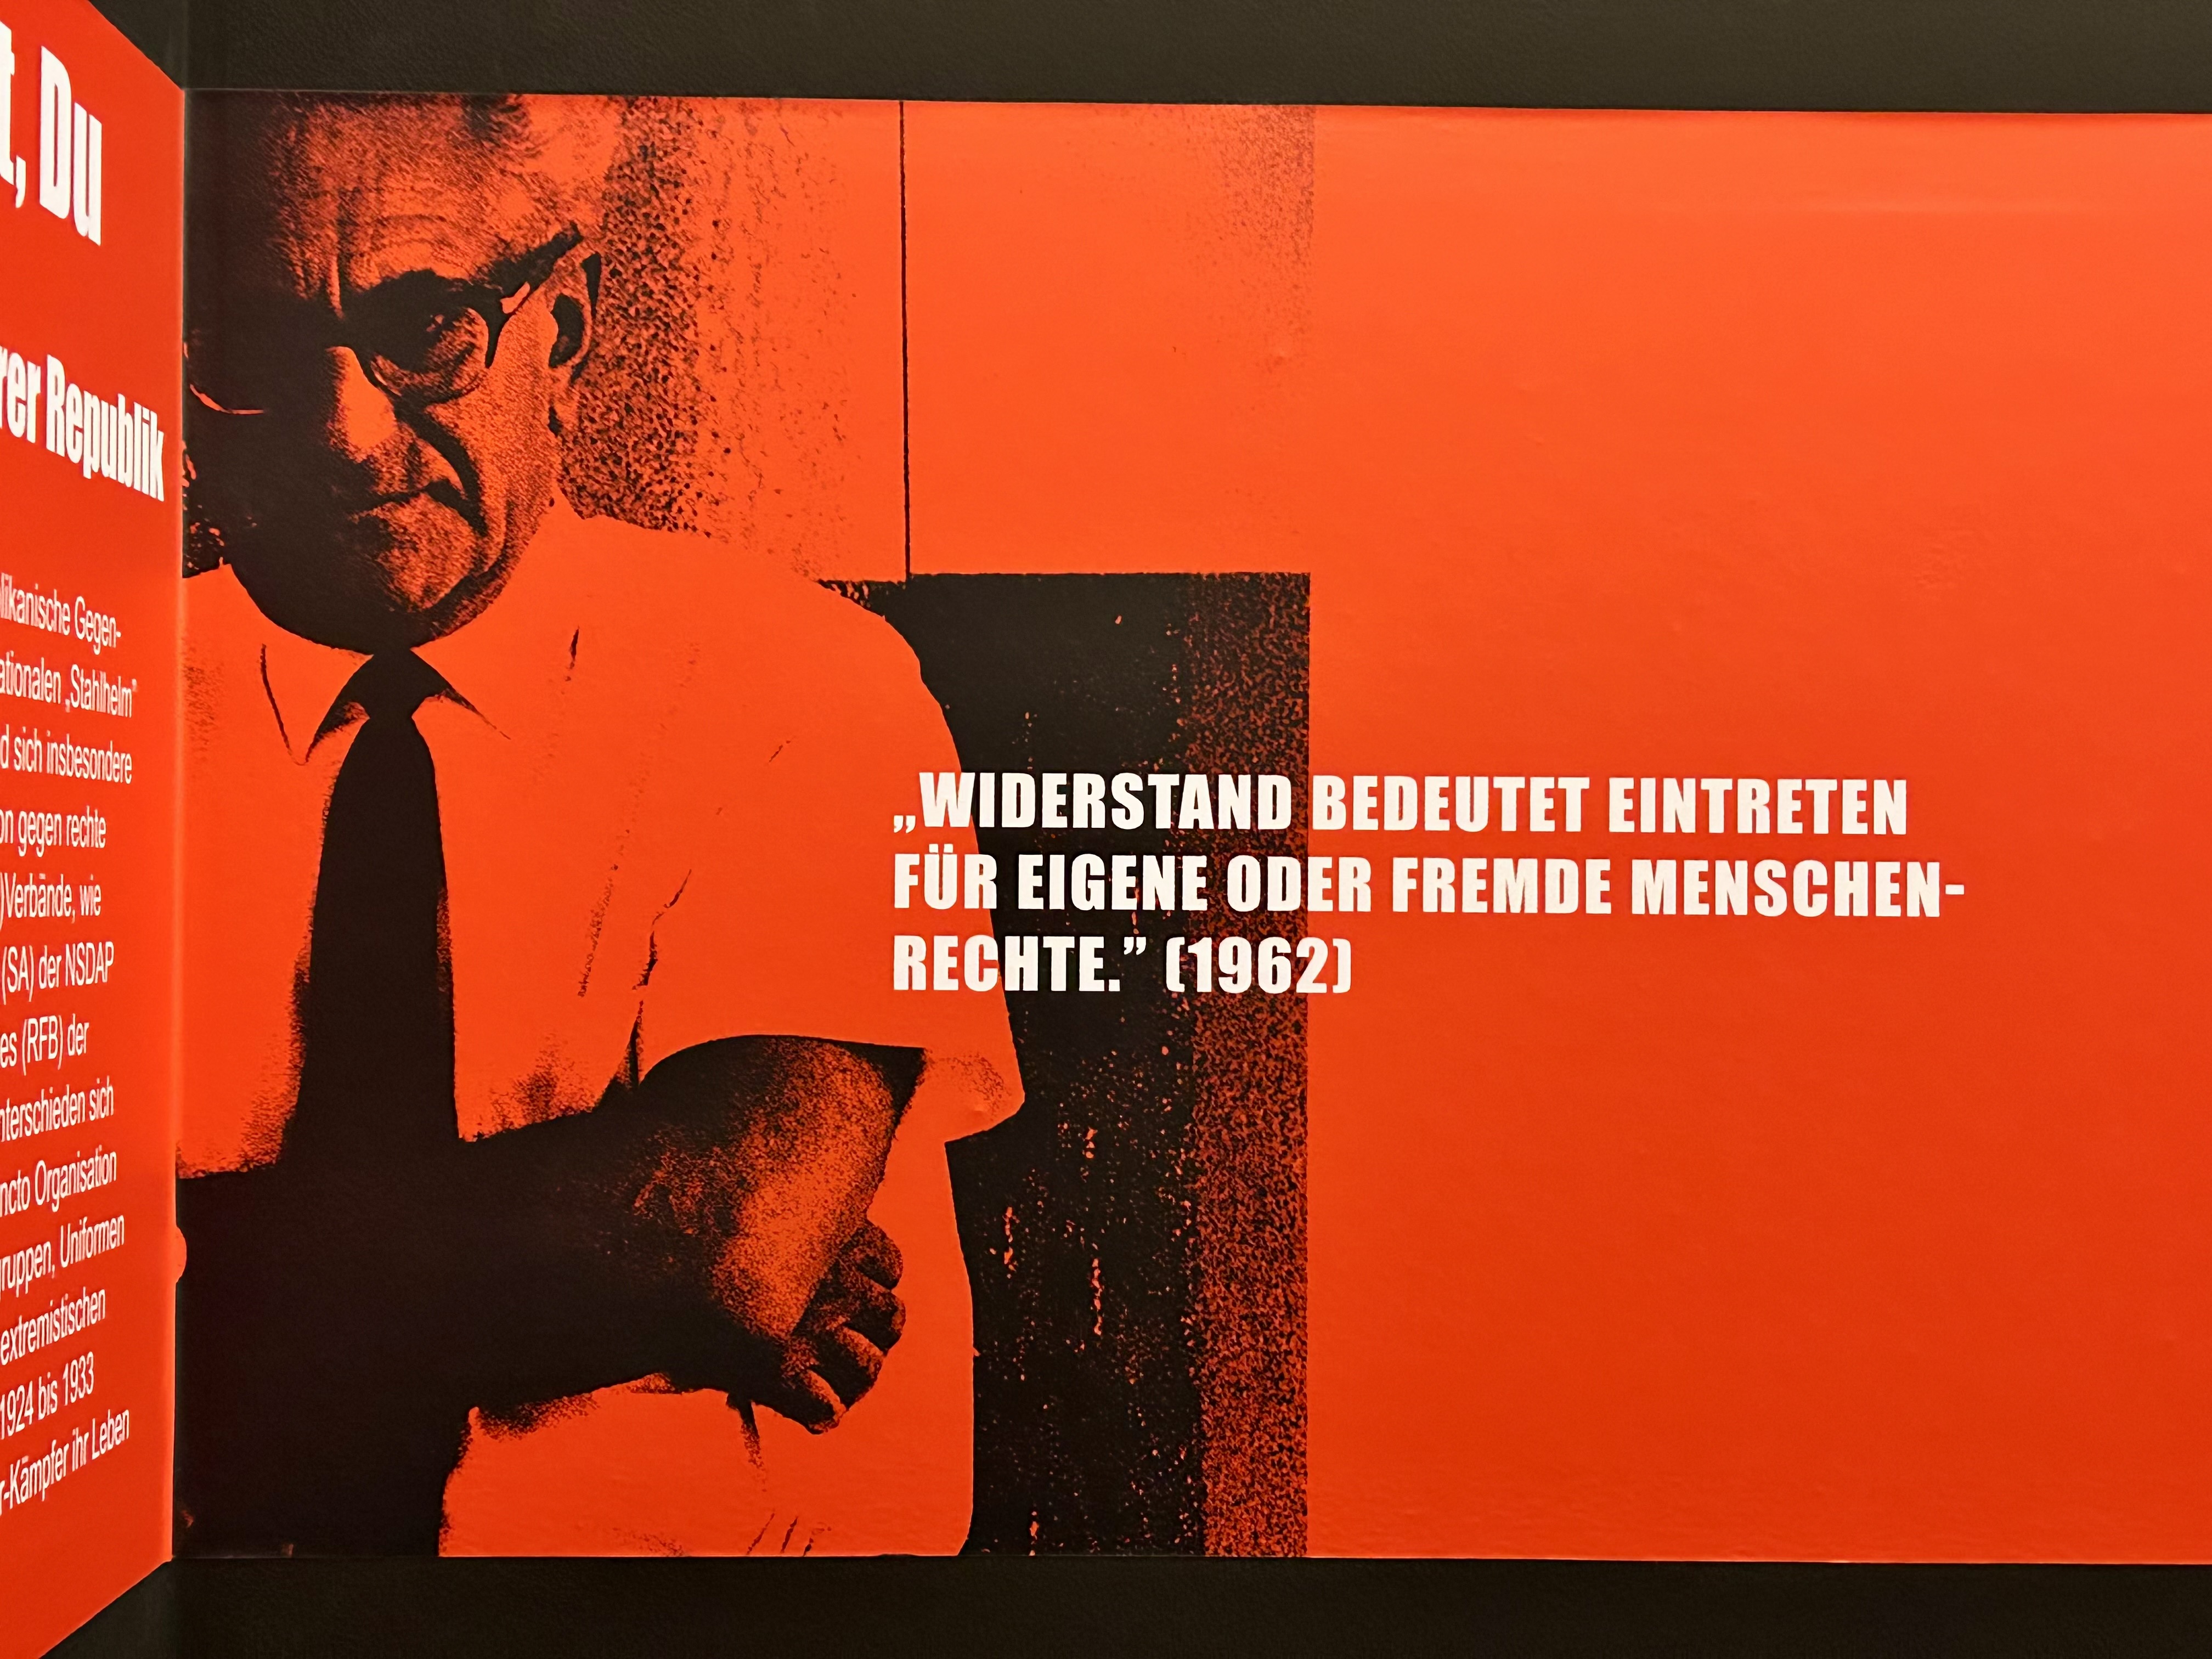 t, Du
rer Republik
likanische Gegen-
ationalen „Stahlhelm"
d sich insbesondere
on gegen rechte
)Verbände, wie
(SA) der NSDAP
es (RFB) der
nterschieden sich
ncto Organisation
gruppen, Uniformen
extremistischen
1924 bis 1933
r-Kämpfer ihr Leben
„WIDERSTAND BEDEUTET EINTRETEN
FÜR EIGENE ODER FREMDE MENSCHEN-
RECHTE.” (1962)